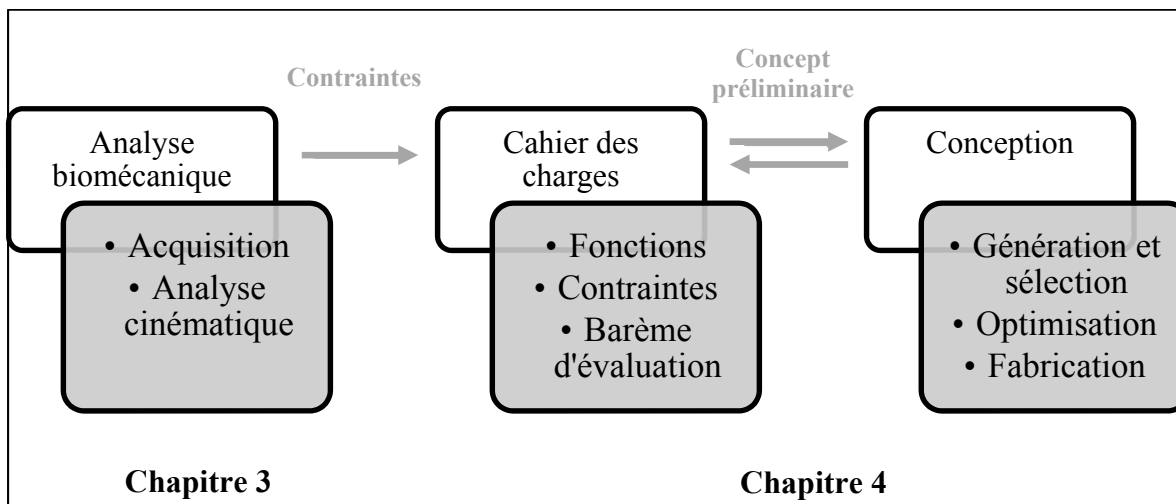 Contraintes
Concept
préliminaire
Analyse
biomécanique
• Acquisition
• Analyse
cinématique
Cahier des
charges
• Fonctions
• Contraintes
• Barème
d'évaluation
Conception
• Génération et
sélection
• Optimisation
• Fabrication
Chapitre 3
Chapitre 4